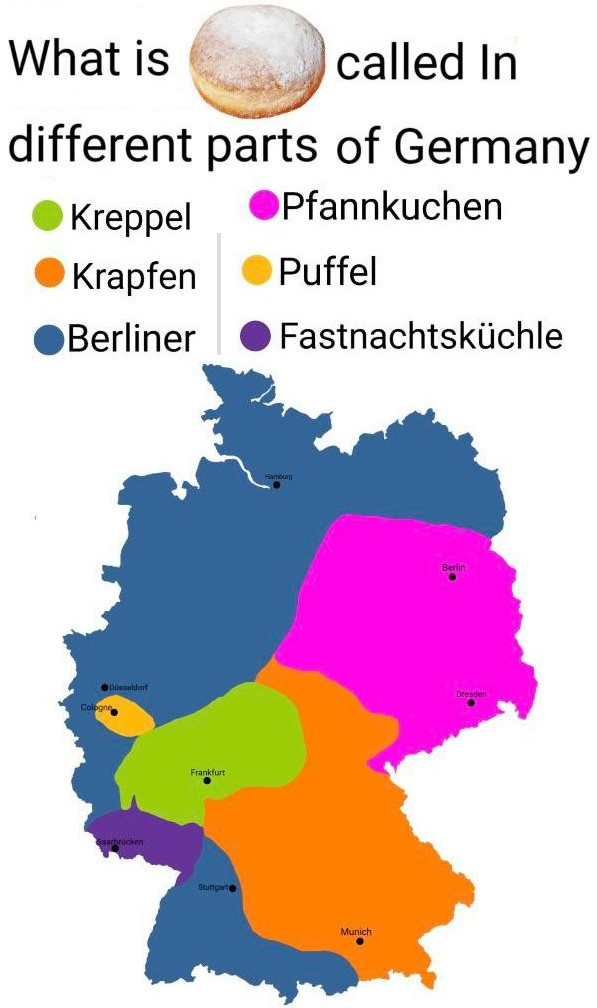 What is called In
different parts of Germany
Kreppel
Pfannkuchen
Krapfen
Puffel
Berliner
Fastnachtsküchle
Hamburg
Berlin
Düsseldorf
Dresden
Cologne
Frankfurt
Saarbrücken
Stuttgart
Munich